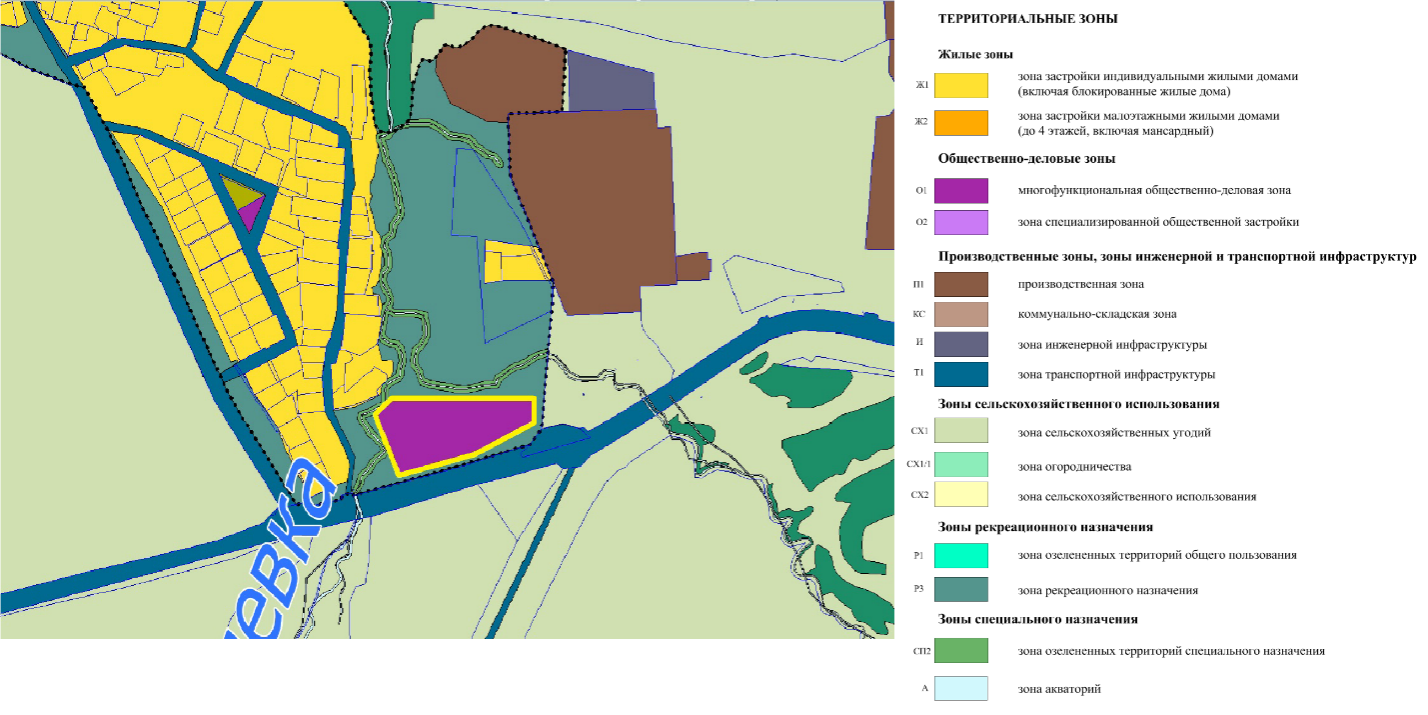 ТЕРРИТОРИАЛЬНЫЕ ЗОНЫ
Жилые зоны
Ж1 зона застройки индивидуальными жилыми домами
(включая блокированные жилые дома)
Ж2 зона застройки малоэтажными жилыми домами
(до 4 этажей, включая мансардный)
Общественно-деловые зоны
О1 многофункциональная общественно-деловая зона
О2 зона специализированной общественной застройки
Производственные зоны, зоны инженерной и транспортной инфраструктур
П1 производственная зона
КС коммунально-складская зона
И зона инженерной инфраструктуры
Т1 зона транспортной инфраструктуры
Зоны сельскохозяйственного использования
СХ1 зона сельскохозяйственных угодий
СХ1/1 зона огородничества
СХ2 зона сельскохозяйственного использования
Зоны рекреационного назначения
Р1 зона озелененных территорий общего пользования
Р3 зона рекреационного назначения
Зоны специального назначения
СП2 зона озелененных территорий специального назначения
А зона акваторий